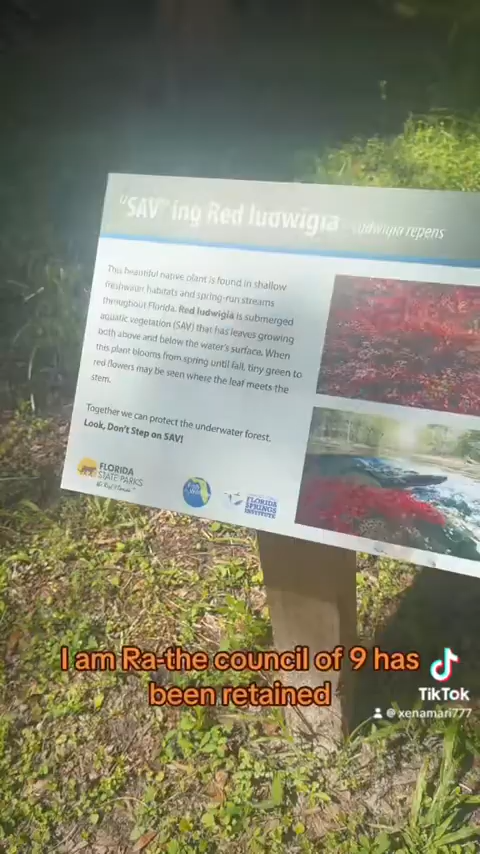 "SAV" ing Red ludwigia Ludwigia repens
This beautiful native plant is found in shallow
freshwater habitats and spring-run streams
throughout Florida. Red ludwigia is submerged
aquatic vegetation (SAV) that has leaves growing
both above and below the water's surface. When
this plant blooms from spring until fall, tiny green to
red flowers may be seen where the leaf meets the
stem.
Together we can protect the underwater forest.
Look, Don't Step on SAV!
FLORIDA
STATE PARKS
FLORIDA
SPRINGS
INSTITUTE
I am Ra-the council of 9 has
been retained
TikTok
@xenamari777